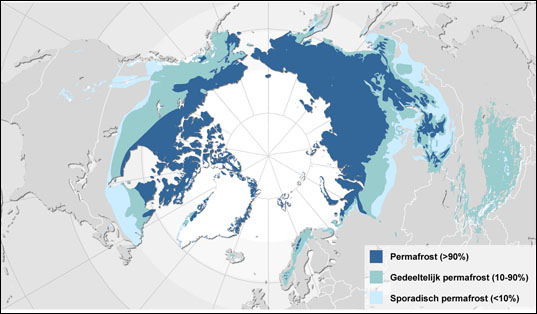 Permafrost (>90%)
Gedeeltelijk permafrost (10-90%)
Sporadisch permafrost (<10%)